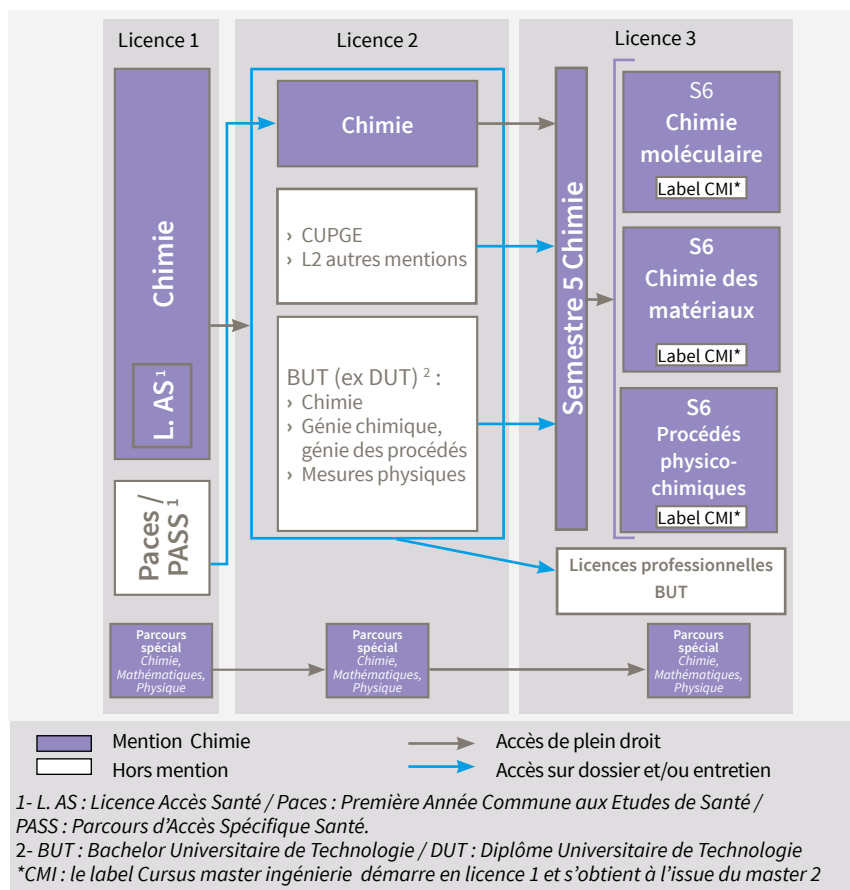 Licence 1
Licence 2
Licence 3
Chimie
L. AS 1
Paces /
PASS 1
Chimie
› CUPGE
› L2 autres mentions
BUT (ex DUT) 2 :
› Chimie
› Génie chimique,
génie des procédés
› Mesures physiques
Semestre 5 Chimie
S6
Chimie
moléculaire
Label CMI*
S6
Chimie des
matériaux
Label CMI*
S6
Procédés
physico-
chimiques
Label CMI*
Licences professionnelles
BUT
Parcours
spécial
Chimie,
Mathématiques,
Physique
Parcours
spécial
Chimie,
Mathématiques,
Physique
Parcours
spécial
Chimie,
Mathématiques,
Physique
Mention Chimie
Accès de plein droit
Hors mention
Accès sur dossier et/ou entretien
1- L. AS : Licence Accès Santé / Paces : Première Année Commune aux Etudes de Santé /
PASS : Parcours d'Accès Spécifique Santé.
2- BUT : Bachelor Universitaire de Technologie / DUT : Diplôme Universitaire de Technologie
*CMI : le label Cursus master ingénierie démarre en licence 1 et s'obtient à l'issue du master 2